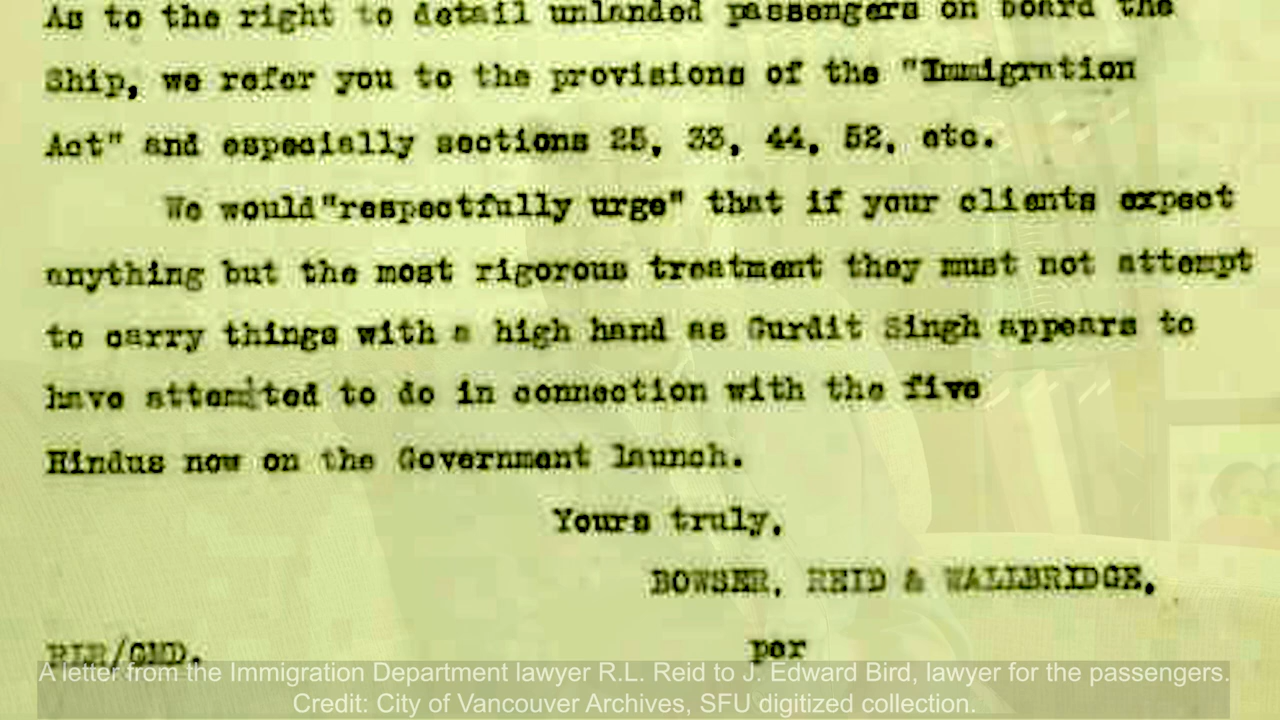 As to the right to detail unlanded passengers on board the
Ship, we refer you to the provisions of the "Immigration
Act" and especially sections 25, 33, 44, 52, etc.
We would "respectfully urge" that if your clients expect
anything but the most rigorous treatment they must not attempt
to carry things with a high hand as Gurdit Singh appears to
have attemited to do in connection with the five
Hindus now on the Government launch.
Yours truly,
BOWSER, REID & WALLBRIDGE,
RLR/GMD. per
A letter from the Immigration Department lawyer R.L. Reid to J. Edward Bird, lawyer for the passengers.
Credit: City of Vancouver Archives, SFU digitized collection.